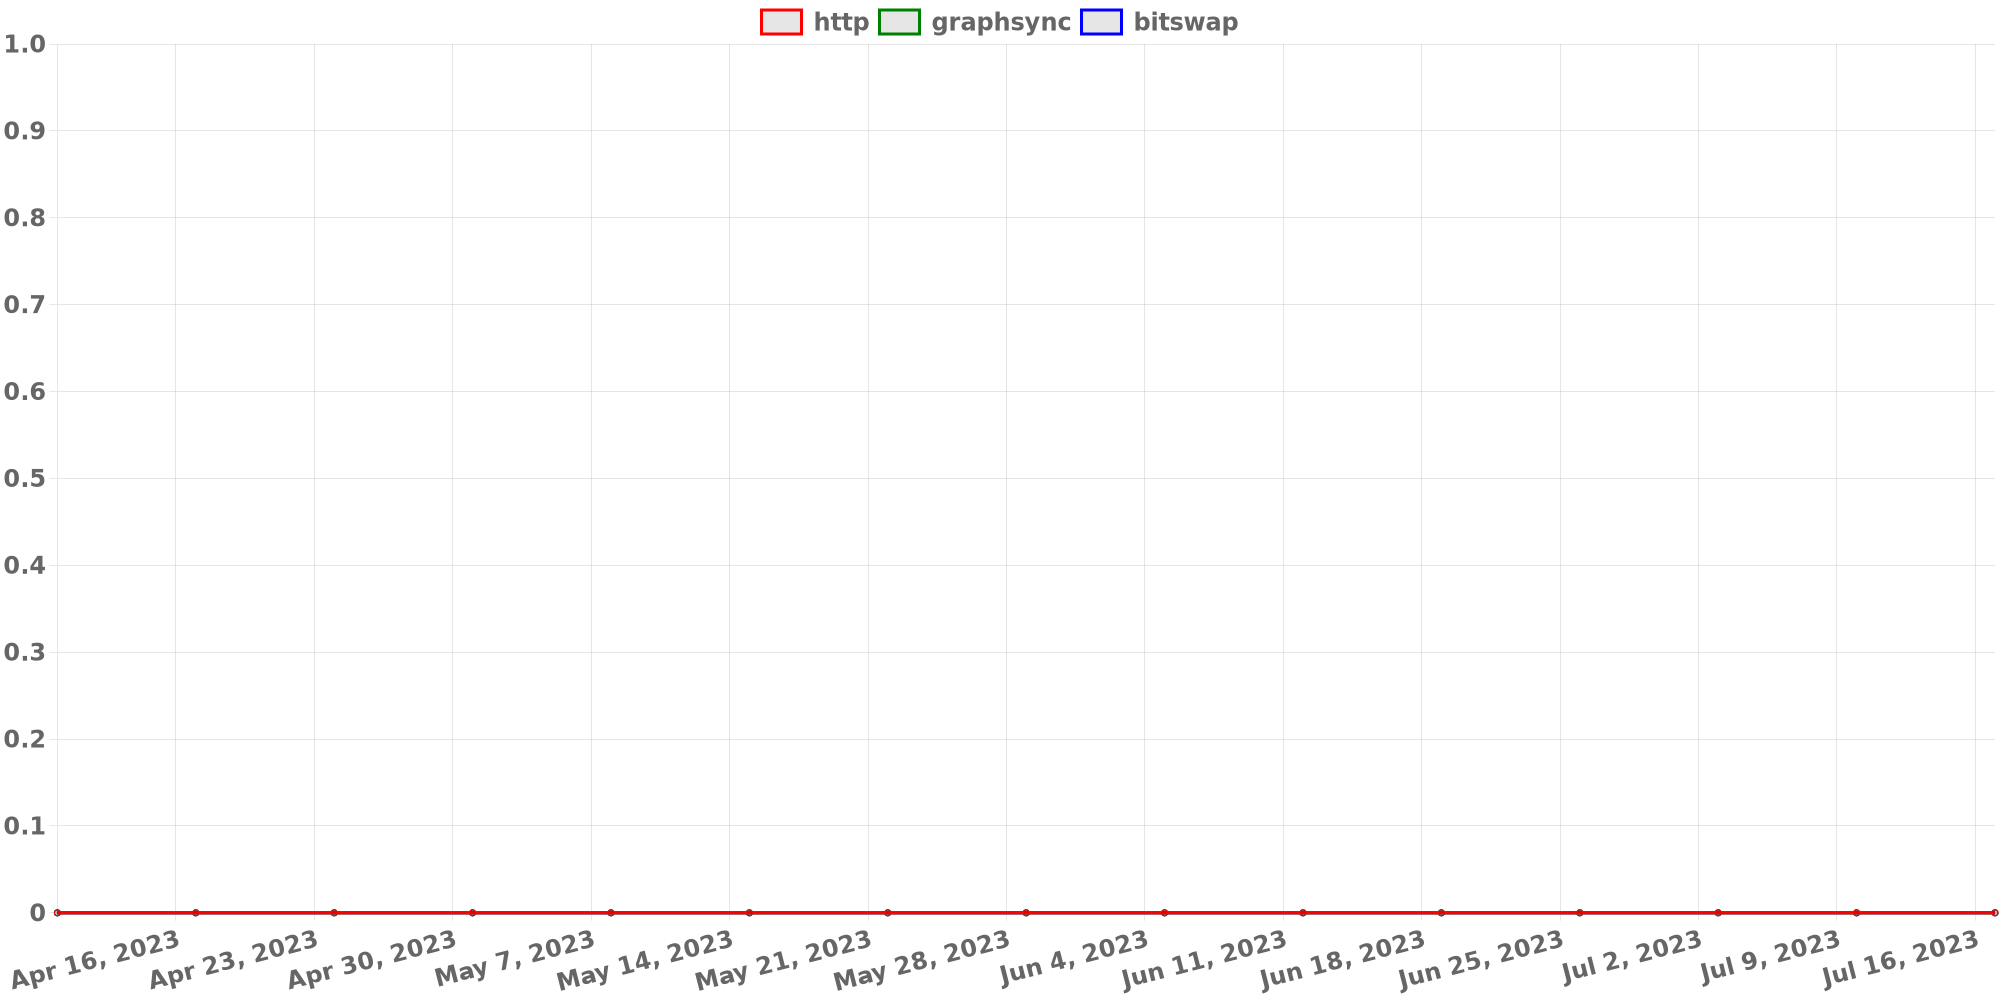 http graphsync bitswap
1.0
0.9
0.8
0.7
0.6
0.5
0.4
0.3
0.2
0.1
0
Apr 16, 2023
Apr 23, 2023
Apr 30, 2023
May 7, 2023
May 14, 2023
May 21, 2023
May 28, 2023
Jun 4, 2023
Jun 11, 2023
Jun 18, 2023
Jun 25, 2023
Jul 2, 2023
Jul 9, 2023
Jul 16, 2023